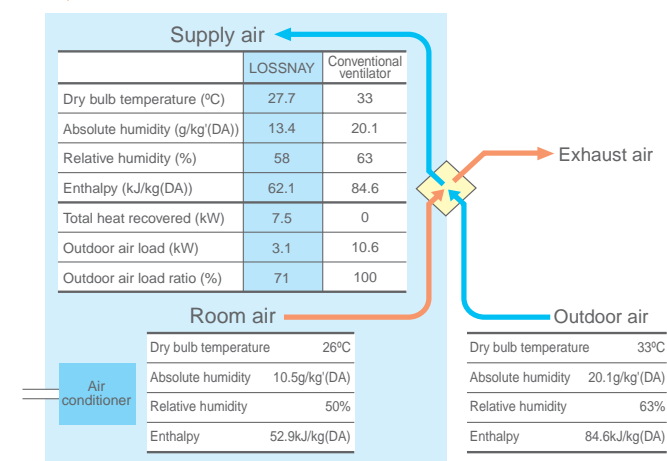 Supply air
LOSSNAY Conventional
ventilator
Dry bulb temperature (ºC) 27.7 33
Absolute humidity (g/kg'(DA)) 13.4 20.1
Relative humidity (%) 58 63
Enthalpy (kJ/kg(DA)) 62.1 84.6
Total heat recovered (kW) 7.5 0
Outdoor air load (kW) 3.1 10.6
Outdoor air load ratio (%) 71 100
Exhaust air
Room air
Dry bulb temperature 26ºC
Absolute humidity 10.5g/kg'(DA)
Relative humidity 50%
Enthalpy 52.9kJ/kg(DA)
Air
conditioner
Outdoor air
Dry bulb temperature 33ºC
Absolute humidity 20.1g/kg'(DA)
Relative humidity 63%
Enthalpy 84.6kJ/kg(DA)